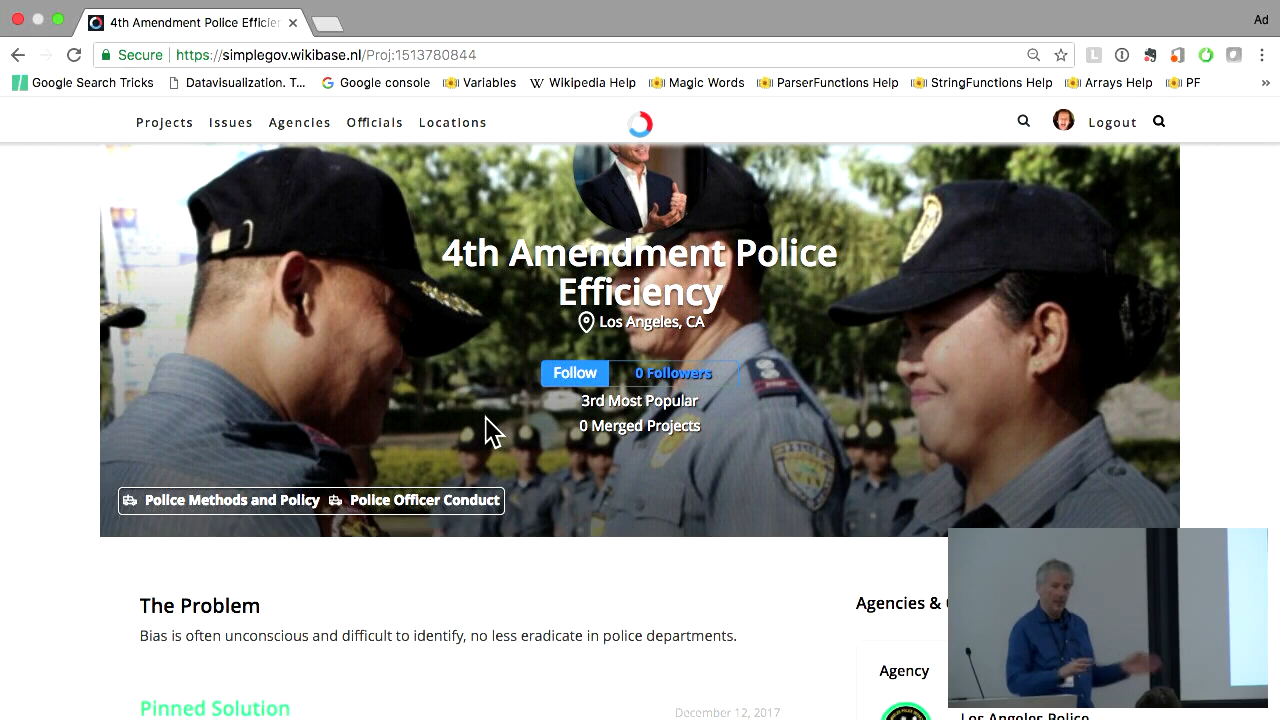 4th Amendment Police Efficien
Ad
Secure
https://simplegov.wikibase.nl/Proj:1513780844
Google Search Tricks
Datavisualization. T...
Google console
Variables
Wikipedia Help
Magic Words
ParserFunctions Help
StringFunctions Help
Arrays Help
PF
»
Projects
Issues
Agencies
Officials
Locations
Logout
4th Amendment Police
Efficiency
Los Angeles, CA
Follow
0 Followers
3rd Most Popular
0 Merged Projects
Police Methods and Policy
Police Officer Conduct
The Problem
Bias is often unconscious and difficult to identify, no less eradicate in police departments.
Agencies &
Agency
Pinned Solution
December 12, 2017
Los Angeles Police